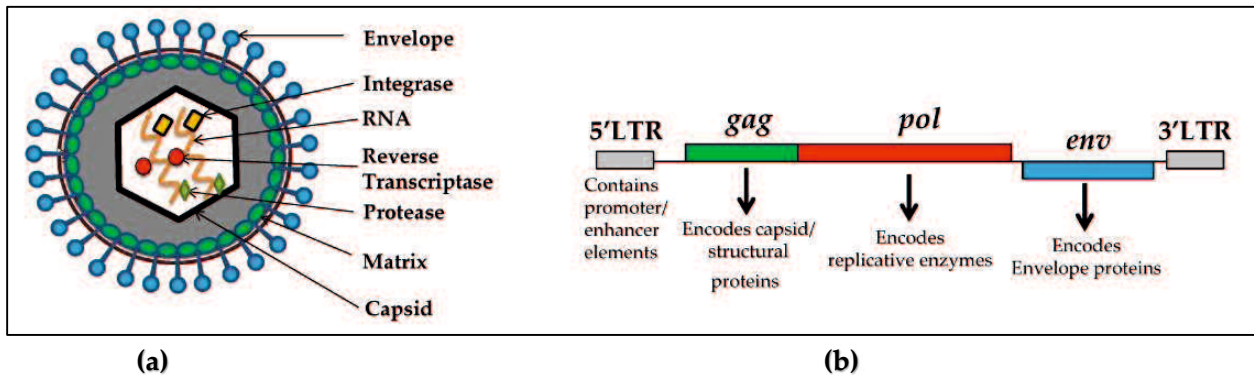 Envelope
Integrase
RNA
Reverse
Transcriptase
Protease
Matrix
Capsid
(a)
5'LTR
gag
pol
env
3'LTR
Contains
promoter/
enhancer
elements
Encodes capsid/
structural
proteins
Encodes
replicative enzymes
Encodes
Envelope proteins
(b)